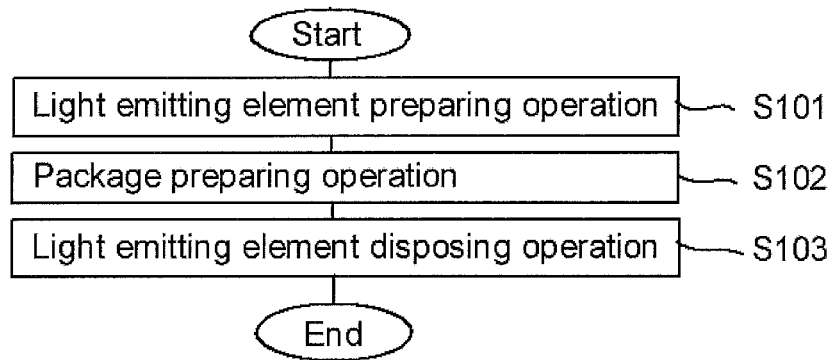 Start
Light emitting element preparing operation S101
Package preparing operation S102
Light emitting element disposing operation S103
End